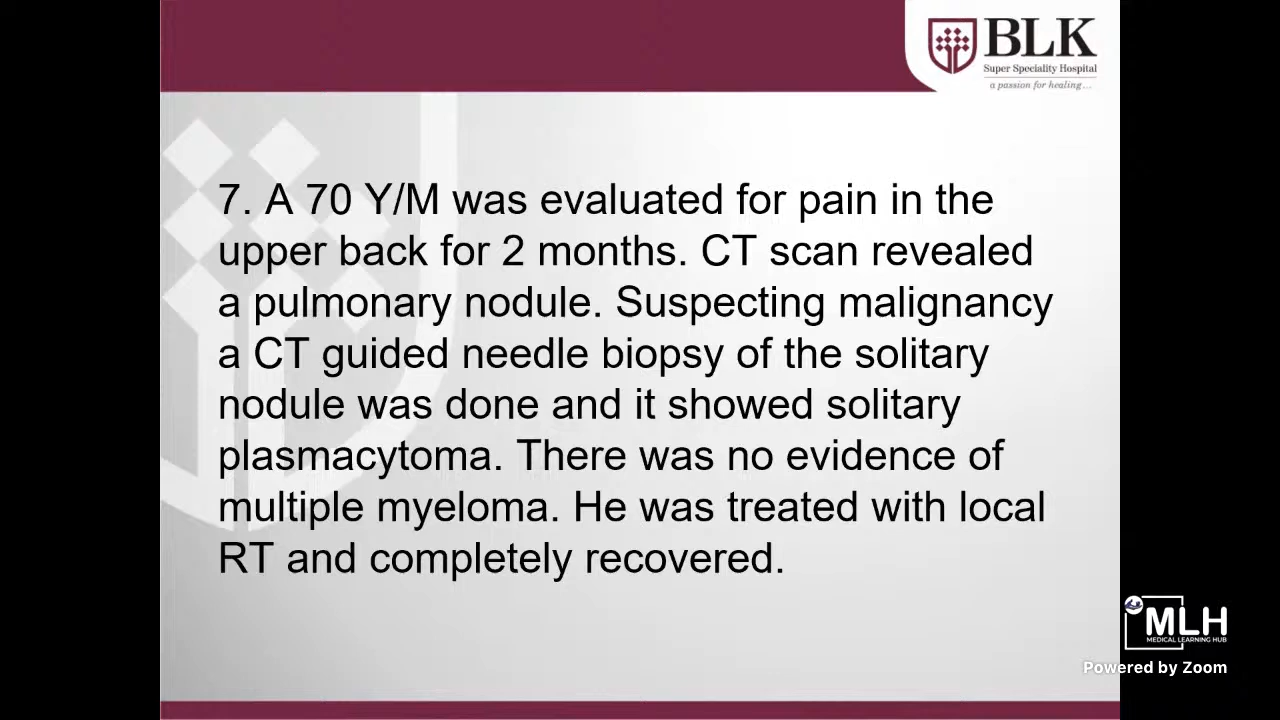 BLK
Super Speciality Hospital
a passion for healing...
7. A 70 Y/M was evaluated for pain in the
upper back for 2 months. CT scan revealed
a pulmonary nodule. Suspecting malignancy
a CT guided needle biopsy of the solitary
nodule was done and it showed solitary
plasmacytoma. There was no evidence of
multiple myeloma. He was treated with local
RT and completely recovered.
MLH
MEDICAL LEARNING HUB
Powered by Zoom